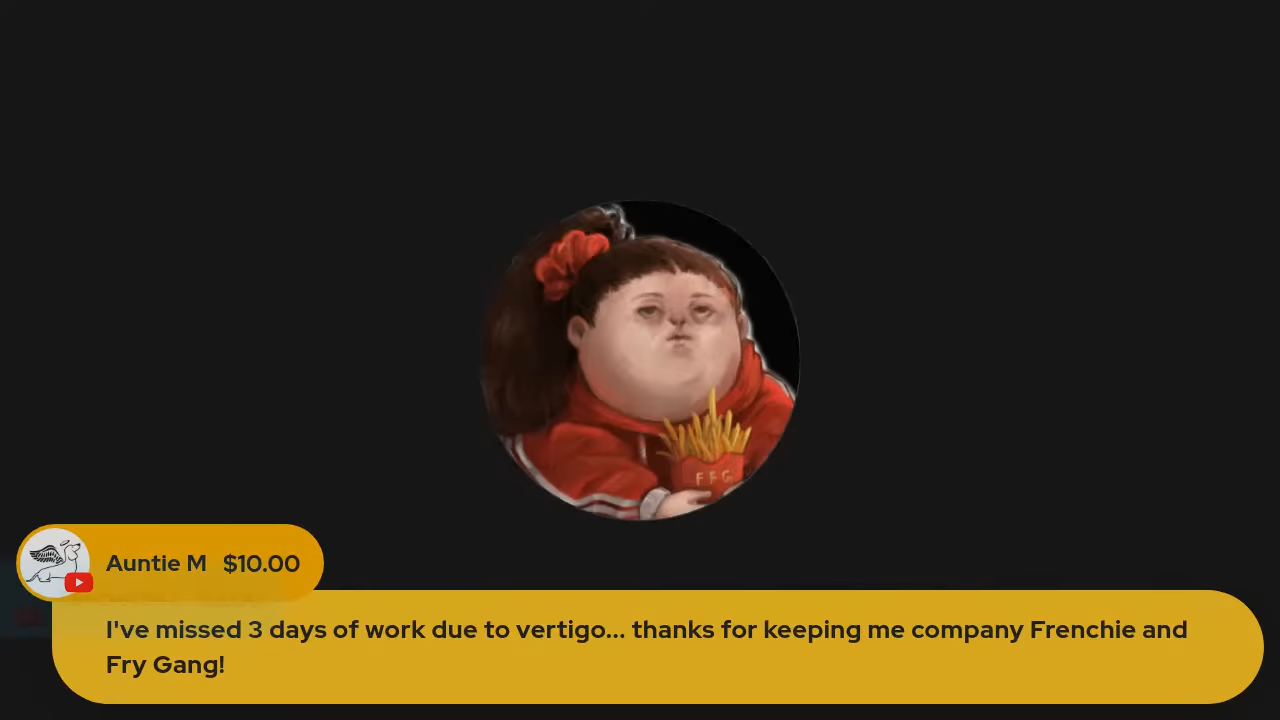 FFG
Auntie M $10.00
I've missed 3 days of work due to vertigo... thanks for keeping me company Frenchie and
Fry Gang!